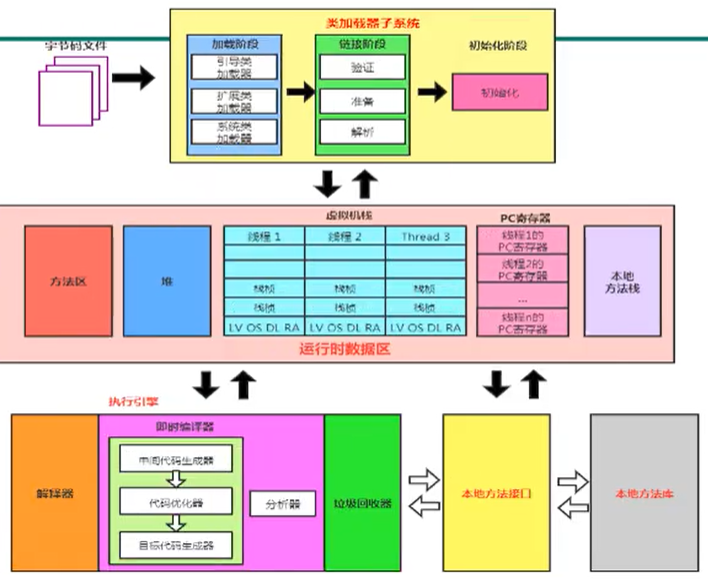 类加载器子系统
字节码文件
加载阶段
引导类
加载器
扩展类
加载器
系统类
加载器
链接阶段
验证
准备
解析
初始化阶段
初始化
虚拟机栈
线程 1
线程 2
Thread 3
栈桢
栈桢
栈桢
栈桢
栈桢
栈桢
LV OS DL RA
LV OS DL RA
LV OS DL RA
PC寄存器
线程1的
PC寄存器
线程2的
PC寄存器
...
线程n的
PC寄存器
方法区
堆
本地
方法栈
运行时数据区
执行引擎
解释器
即时编译器
中间代码生成器
代码优化器
目标代码生成器
分析器
垃圾回收器
本地方法接口
本地方法库